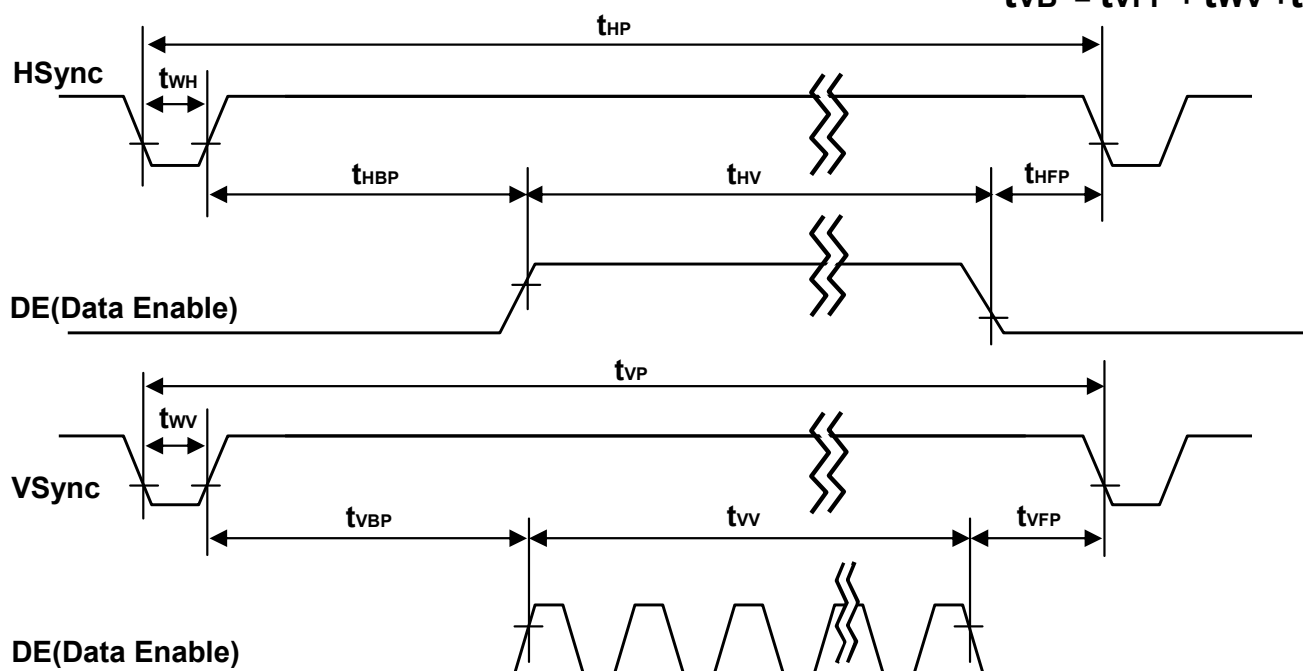 tHP
HSync
tWH
tHBP
tHV
tHFP
DE(Data Enable)
tVP
tWV
VSync
tVBP
tVV
tVFP
DE(Data Enable)